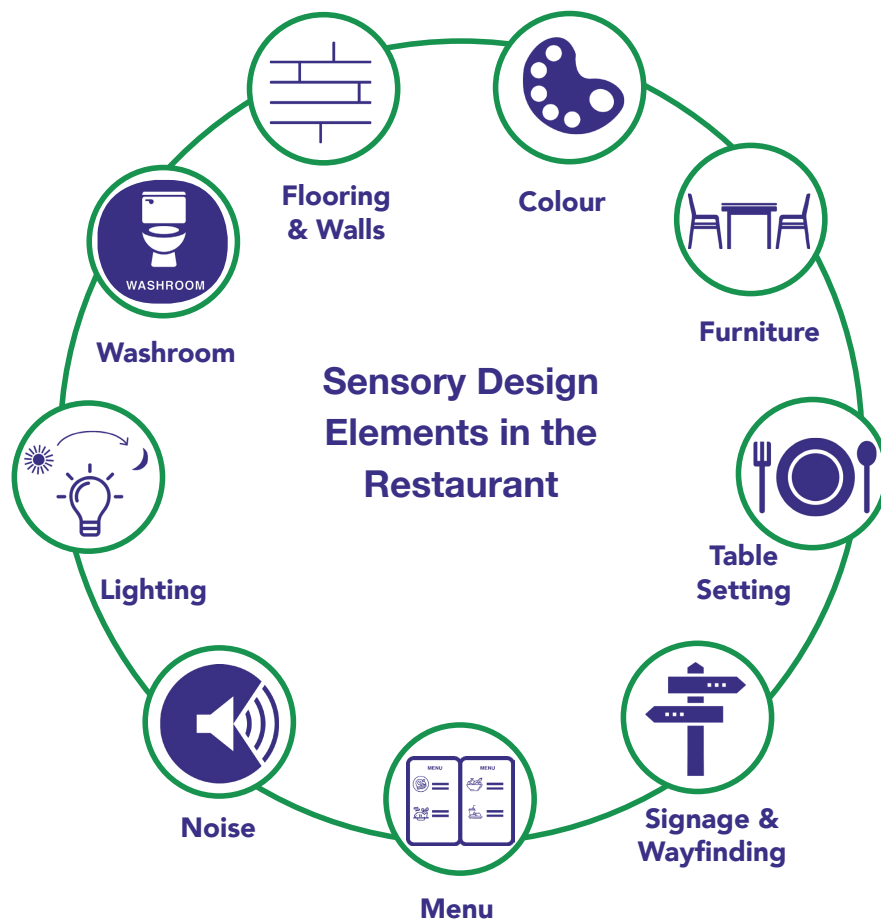 Flooring
& Walls
Colour
WASHROOM
Furniture
Washroom
Sensory Design
Elements in the
Restaurant
Table
Setting
Lighting
MENU
MENU
Signage &
Wayfinding
Noise
Menu